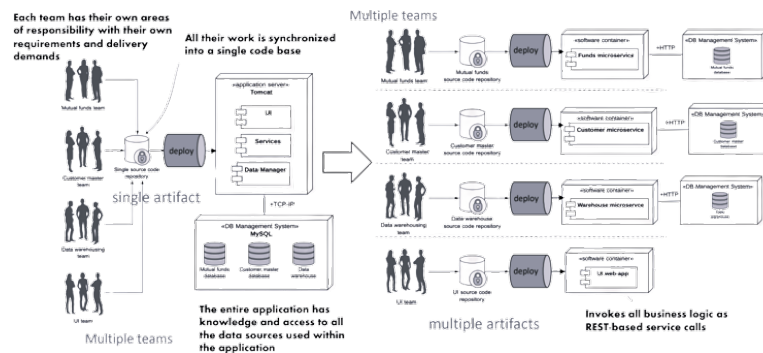 Each team has their own areas
of responsibility with their own
requirements and delivery
demands
All their work is synchronized
into a single code base
Mutual funds team
Customer master
team
Data warehousing
team
UI team
Multiple teams
Single source code
repository
single artifact
deploy
«application server»
Tomcat
UI
Services
Data Manager
+TCP-IP
«DB Management System»
MySQL
Mutual funds
database
Customer master
database
Data
warehouse
The entire application has
knowledge and access to all
the data sources used within
the application
Multiple teams
Mutual funds team
Mutual funds
source code repository
deploy
«software container»
Funds microservice
+HTTP
«DB Management System»
Mutual funds
database
Customer master
team
Customer master
source code repository
deploy
«software container»
Customer microservice
+HTTP
«DB Management System»
Customer master
database
Data warehousing
team
Data warehouse
source code repository
deploy
«software container»
Warehouse microservice
+HTTP
«DB Management System»
Data
warehouse
UI team
UI source code
repository
deploy
«software container»
UI web-app
multiple artifacts
Invokes all business logic as
REST-based service calls